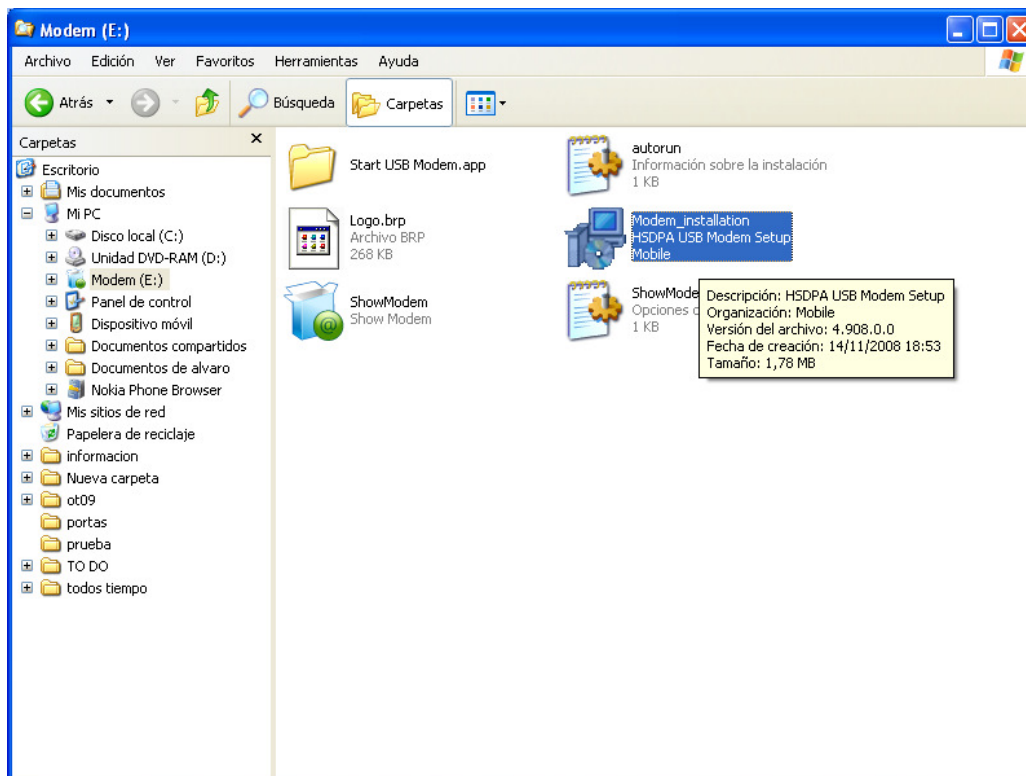 Modem (E:)
Archivo Edición Ver Favoritos Herramientas Ayuda
Atrás Búsqueda Carpetas
Carpetas
Escritorio
Mis documentos
Mi PC
Disco local (C:)
Unidad DVD-RAM (D:)
Modem (E:)
Panel de control
Dispositivo móvil
Documentos compartidos
Documentos de alvaro
Nokia Phone Browser
Mis sitios de red
Papelera de reciclaje
informacion
Nueva carpeta
ot09
portas
prueba
TO DO
todos tiempo
Start USB Modem.app
autorun
Información sobre la instalación
1 KB
Logo.brp
Archivo BRP
268 KB
Modem_installation
HSDPA USB Modem Setup
Mobile
ShowModem
Show Modem
ShowMode
Opciones
1 KB
Descripción: HSDPA USB Modem Setup
Organización: Mobile
Versión del archivo: 4.908.0.0
Fecha de creación: 14/11/2008 18:53
Tamaño: 1,78 MB